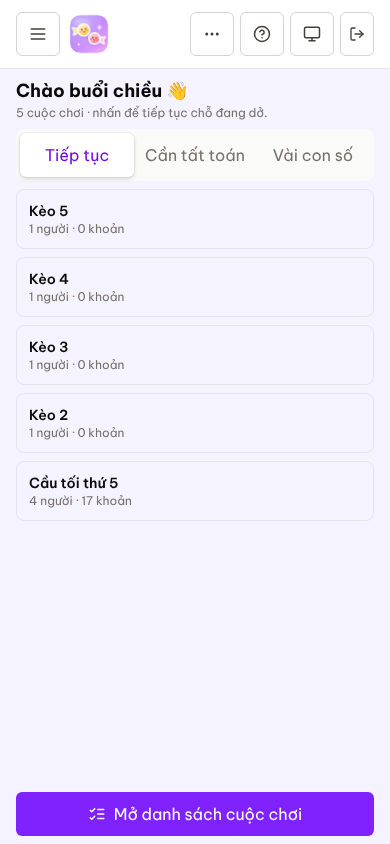 Chào buổi chiều 👋
5 cuộc chơi · nhấn để tiếp tục chỗ đang dở.
Tiếp tục
Cần tất toán
Vài con số
Kèo 5
1 người · 0 khoản
Kèo 4
1 người · 0 khoản
Kèo 3
1 người · 0 khoản
Kèo 2
1 người · 0 khoản
Cầu tối thứ 5
4 người · 17 khoản
Mở danh sách cuộc chơi